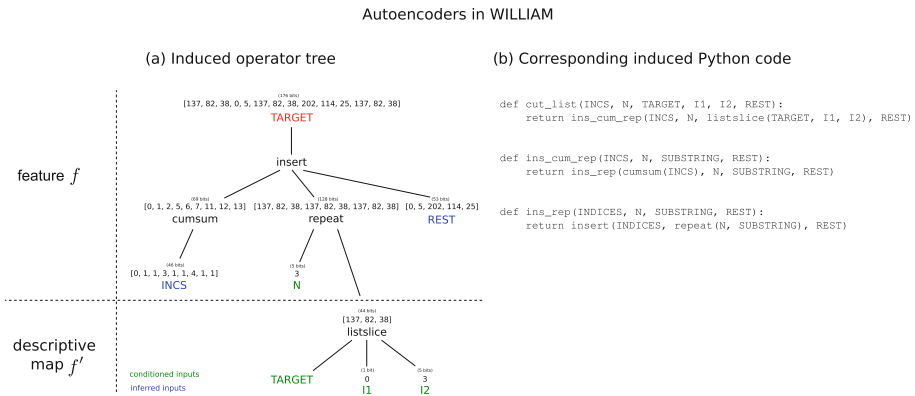 Autoencoders in WILLIAM
(a) Induced operator tree
(b) Corresponding induced Python code
(176 bits)
[137, 82, 38, 0, 5, 137, 82, 38, 202, 114, 25, 137, 82, 38]
TARGET
feature f
insert
(89 bits)
[0, 1, 2, 5, 6, 7, 11, 12, 13]
cumsum
(128 bits)
[137, 82, 38, 137, 82, 38, 137, 82, 38]
repeat
(53 bits)
[0, 5, 202, 114, 25]
REST
(46 bits)
[0, 1, 1, 3, 1, 1, 4, 1, 1]
INCS
(5 bits)
3
N
descriptive
map f′
(44 bits)
[137, 82, 38]
listslice
TARGET
(1 bit)
0
I1
(5 bits)
3
I2
conditioned inputs
inferred inputs
def cut_list(INCS, N, TARGET, I1, I2, REST):
return ins_cum_rep(INCS, N, listslice(TARGET, I1, I2), REST)
def ins_cum_rep(INCS, N, SUBSTRING, REST):
return ins_rep(cumsum(INCS), N, SUBSTRING, REST)
def ins_rep(INDICES, N, SUBSTRING, REST):
return insert(INDICES, repeat(N, SUBSTRING), REST)